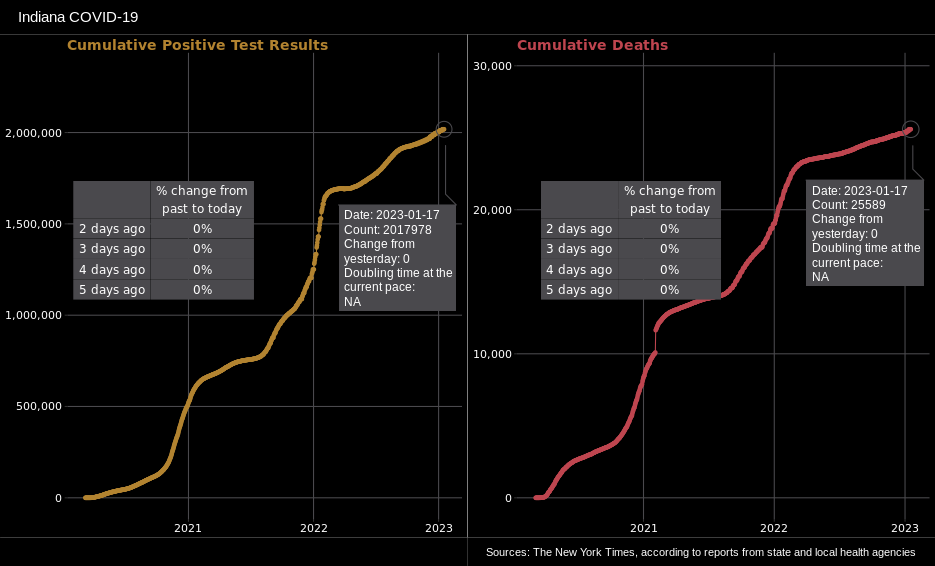 Indiana COVID-19
Cumulative Positive Test Results
2,000,000
1,500,000
1,000,000
500,000
0
2021
2022
2023
% change from
past to today
2 days ago 0%
3 days ago 0%
4 days ago 0%
5 days ago 0%
Date: 2023-01-17
Count: 2017978
Change from
yesterday: 0
Doubling time at the
current pace:
NA
Cumulative Deaths
30,000
20,000
10,000
0
2021
2022
2023
% change from
past to today
2 days ago 0%
3 days ago 0%
4 days ago 0%
5 days ago 0%
Date: 2023-01-17
Count: 25589
Change from
yesterday: 0
Doubling time at the
current pace:
NA
Sources: The New York Times, according to reports from state and local health agencies